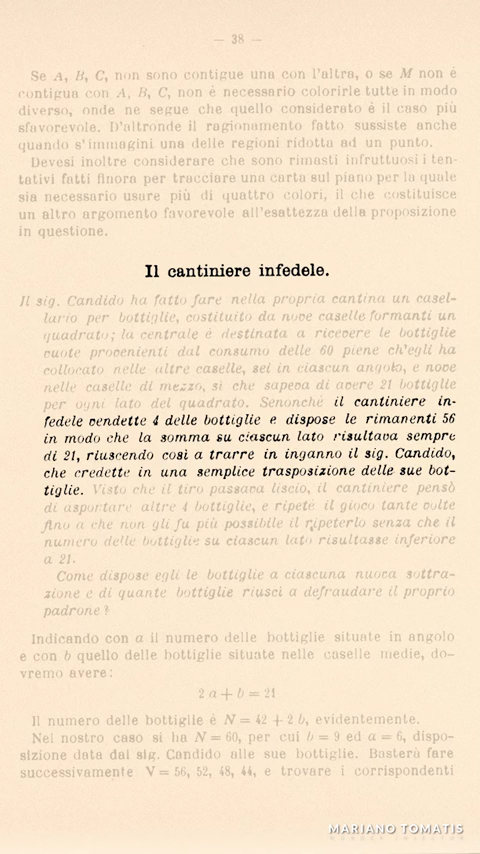 — 38 —
Se A, B, C, non sono contigue una con l'altra, o se M non è
contigua con A, B, C, non è necessario colorirle tutte in modo
diverso, onde ne segue che quello considerato è il caso più
sfavorevole. D'altronde il ragionamento fatto sussiste anche
quando s'immagini una delle regioni ridotta ad un punto.
Devesi inoltre considerare che sono rimasti infruttuosi i ten-
tativi fatti finora per tracciare una carta sul piano per la quale
sia necessario usare più di quattro colori, il che costituisce
un altro argomento favorevole all'esattezza della proposizione
in questione.
Il cantiniere infedele.
Il sig. Candido ha fatto fare nella propria cantina un casel-
lario per bottiglie, costituito da nove caselle formanti un
quadrato; la centrale è destinata a ricevere le bottiglie
vuote provenienti dal consumo delle 60 piene ch'egli ha
collocato nelle altre caselle, sei in ciascun angolo, e nove
nelle caselle di mezzo, sì che sapeva di avere 21 bottiglie
per ogni lato del quadrato. Senonchè il cantiniere in-
fedele vendette 4 delle bottiglie e dispose le rimanenti 56
in modo che la somma su ciascun lato risultava sempre
di 21, riuscendo così a trarre in inganno il sig. Candido,
che credette in una semplice trasposizione delle sue bot-
tiglie. Visto che il tiro passava liscio, il cantiniere pensò
di asportare altre 4 bottiglie, e ripetè il gioco tante volte
fino a che non gli fu più possibile il ripeterlo senza che il
numero delle bottiglie su ciascun lato risultasse inferiore
a 21.
Come dispose egli le bottiglie a ciascuna nuova sottra-
zione e di quante bottiglie riuscì a defraudare il proprio
padrone?
Indicando con a il numero delle bottiglie situate in angolo
e con b quello delle bottiglie situate nelle caselle medie, do-
vremo avere:
2 a + b = 21
Il numero delle bottiglie è N = 42 + 2 b, evidentemente.
Nel nostro caso si ha N = 60, per cui b = 9 ed a = 6, dispo-
sizione data dal sig. Candido alle sue bottiglie. Basterà fare
successivamente N = 56, 52, 48, 44, e trovare i corrispondenti
MARIANO TOMATIS